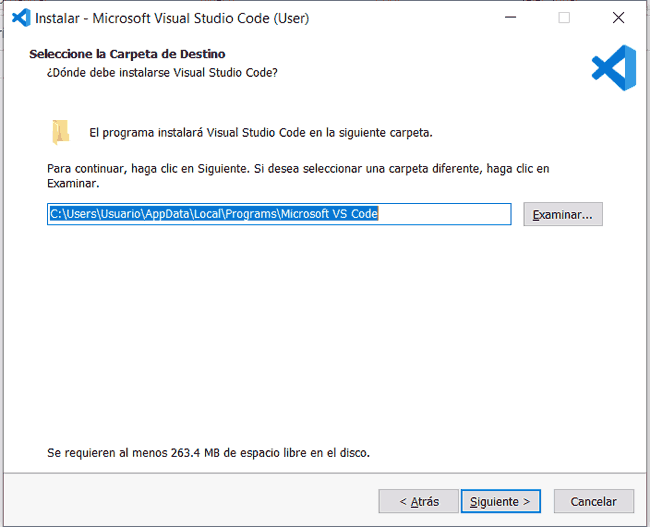 Instalar - Microsoft Visual Studio Code (User)
Seleccione la Carpeta de Destino
¿Dónde debe instalarse Visual Studio Code?
El programa instalará Visual Studio Code en la siguiente carpeta.
Para continuar, haga clic en Siguiente. Si desea seleccionar una carpeta diferente, haga clic en
Examinar.
C:\Users\Usuario\AppData\Local\Programs\Microsoft VS Code
Examinar...
Se requieren al menos 263.4 MB de espacio libre en el disco.
< Atrás
Siguiente >
Cancelar